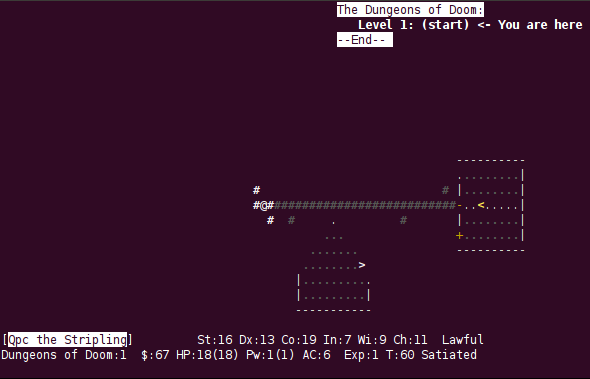 The Dungeons of Doom:
Level 1: (start) <- You are here
--End--
----------
.........|
# |........|
#@###########################-..<.....|
# # . # |........|
... +........|
....... ----------
........>
|.........
|.........|
-----------
[Qpc the Stripling] St:16 Dx:13 Co:19 In:7 Wi:9 Ch:11 Lawful
Dungeons of Doom:1 $:67 HP:18(18) Pw:1(1) AC:6 Exp:1 T:60 Satiated